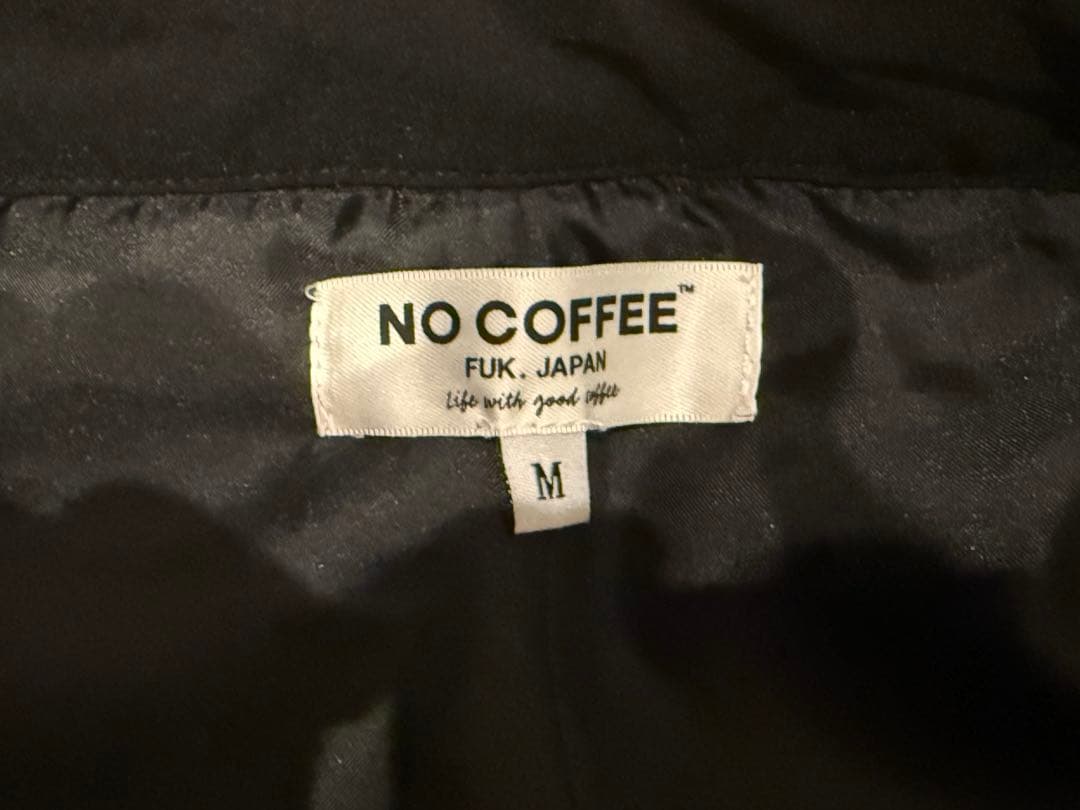 NO COFFEE™
FUK. JAPAN
Life with good coffee
M